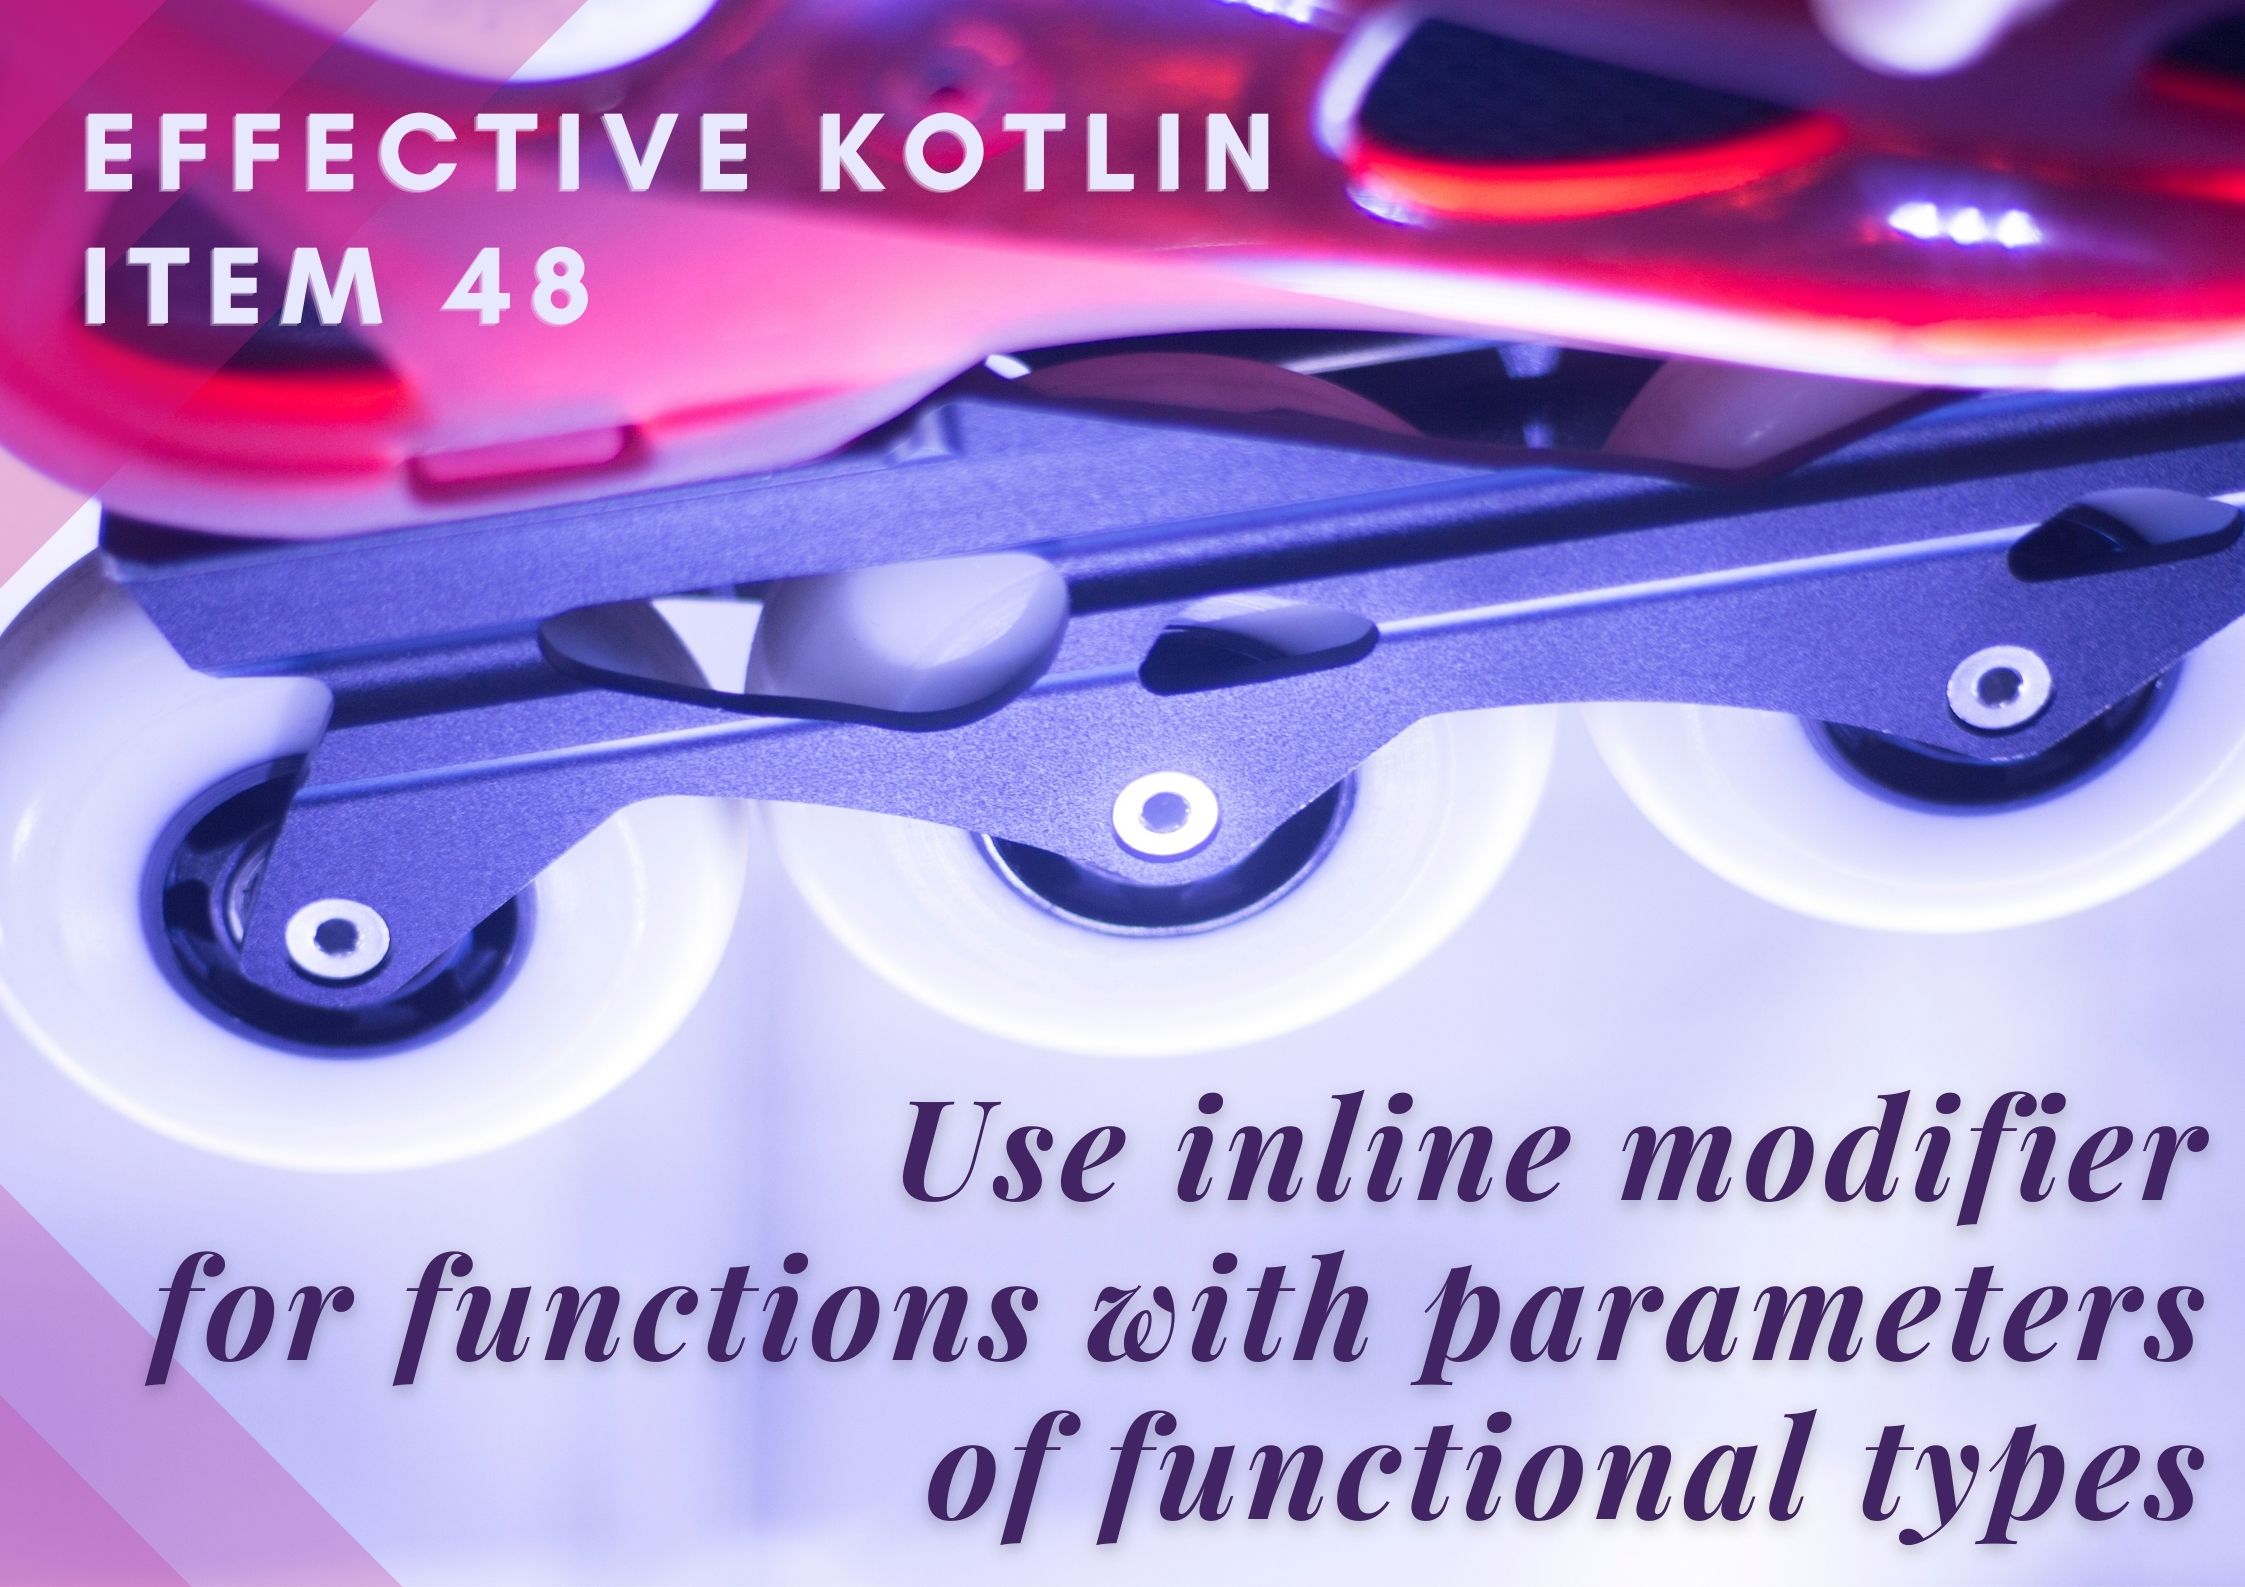 EFFECTIVE KOTLIN
ITEM 48
Use inline modifier
for functions with parameters
of functional types